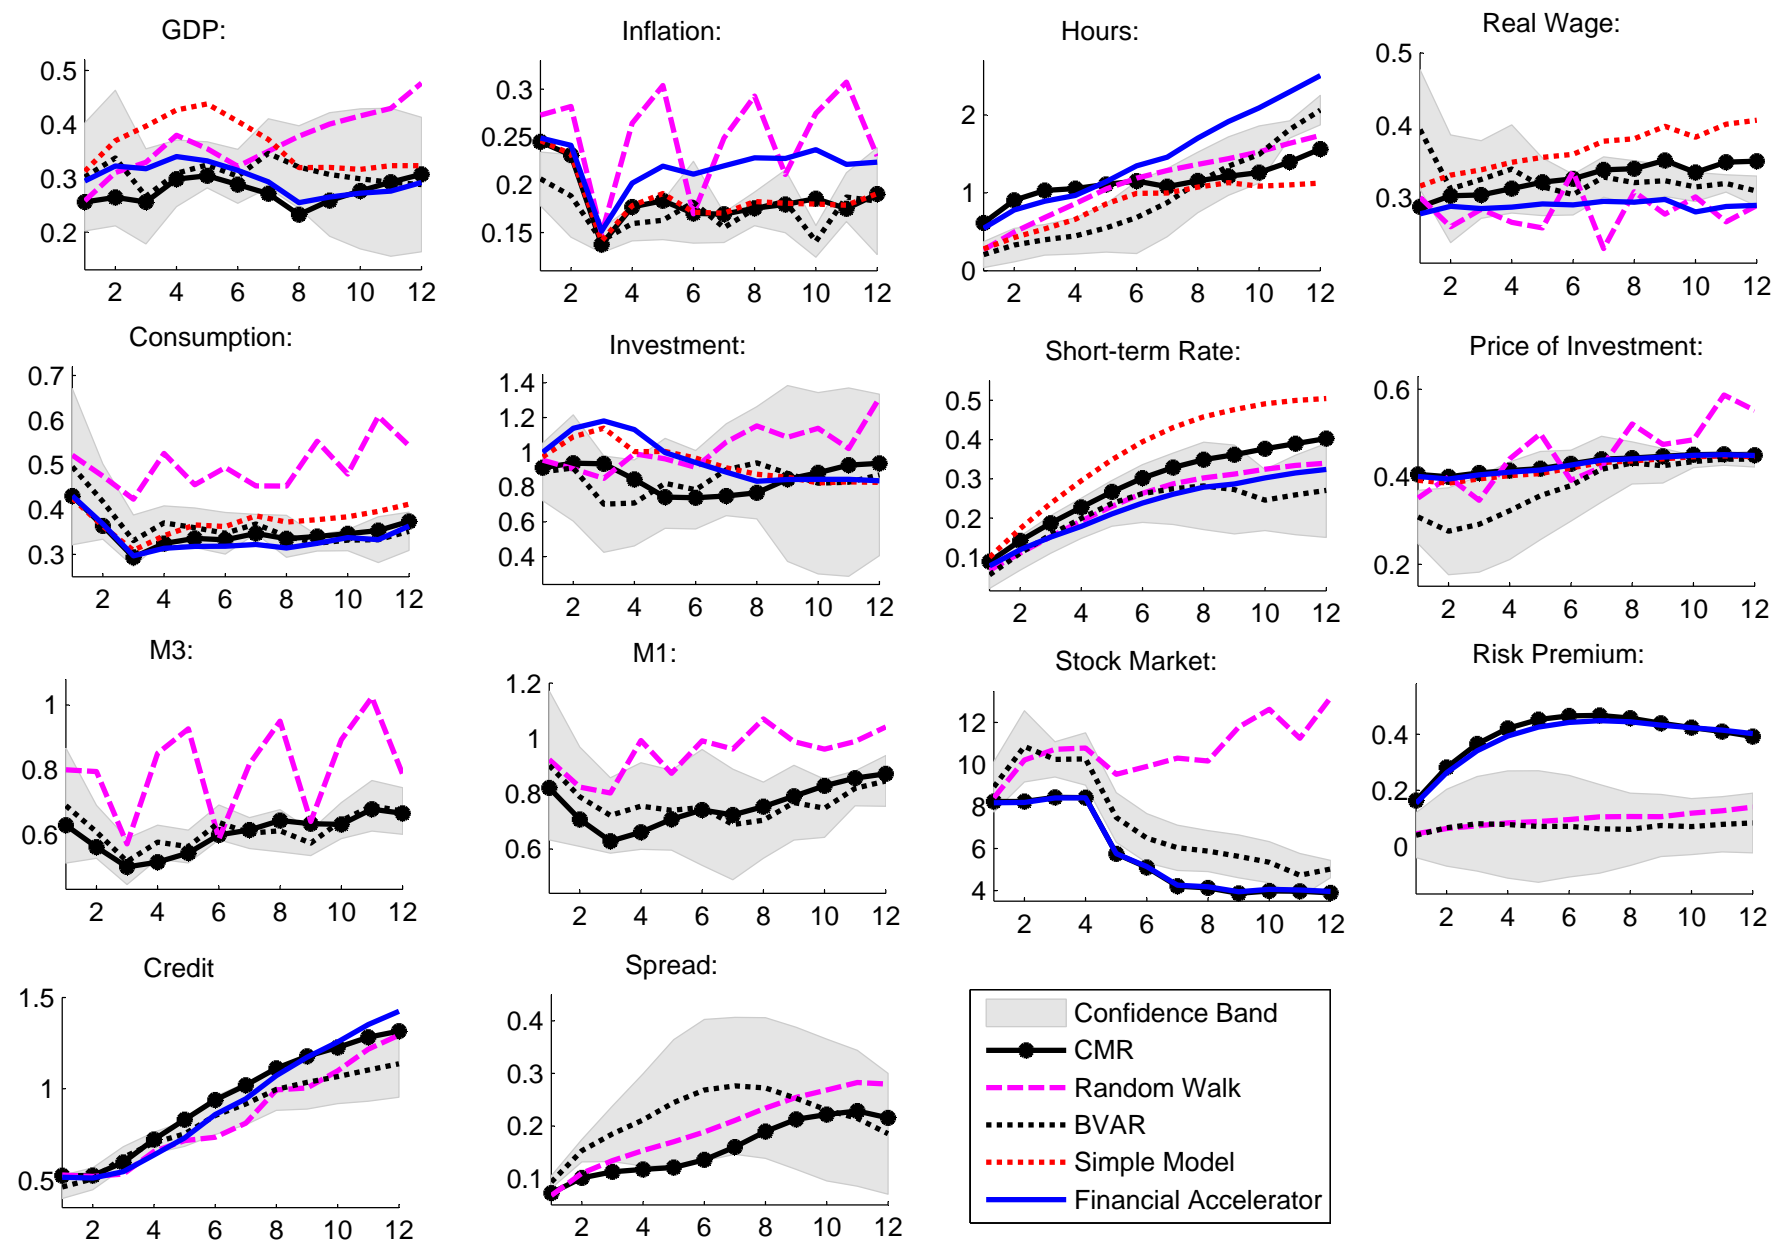 GDP:
0.5
0.4
0.3
0.2
2 4 6 8 10 12
Inflation:
0.3
0.25
0.2
0.15
2 4 6 8 10 12
Hours:
2
1
0
2 4 6 8 10 12
Real Wage:
0.5
0.4
0.3
2 4 6 8 10 12
Consumption:
0.7
0.6
0.5
0.4
0.3
2 4 6 8 10 12
Investment:
1.4
1.2
1
0.8
0.6
0.4
2 4 6 8 10 12
Short-term Rate:
0.5
0.4
0.3
0.2
0.1
2 4 6 8 10 12
Price of Investment:
0.6
0.4
0.2
2 4 6 8 10 12
M3:
1
0.8
0.6
2 4 6 8 10 12
M1:
1.2
1
0.8
0.6
2 4 6 8 10 12
Stock Market:
12
10
8
6
4
2 4 6 8 10 12
Risk Premium:
0.4
0.2
0
2 4 6 8 10 12
Credit
1.5
1
0.5
2 4 6 8 10 12
Spread:
0.4
0.3
0.2
0.1
2 4 6 8 10 12
Confidence Band
CMR
Random Walk
BVAR
Simple Model
Financial Accelerator